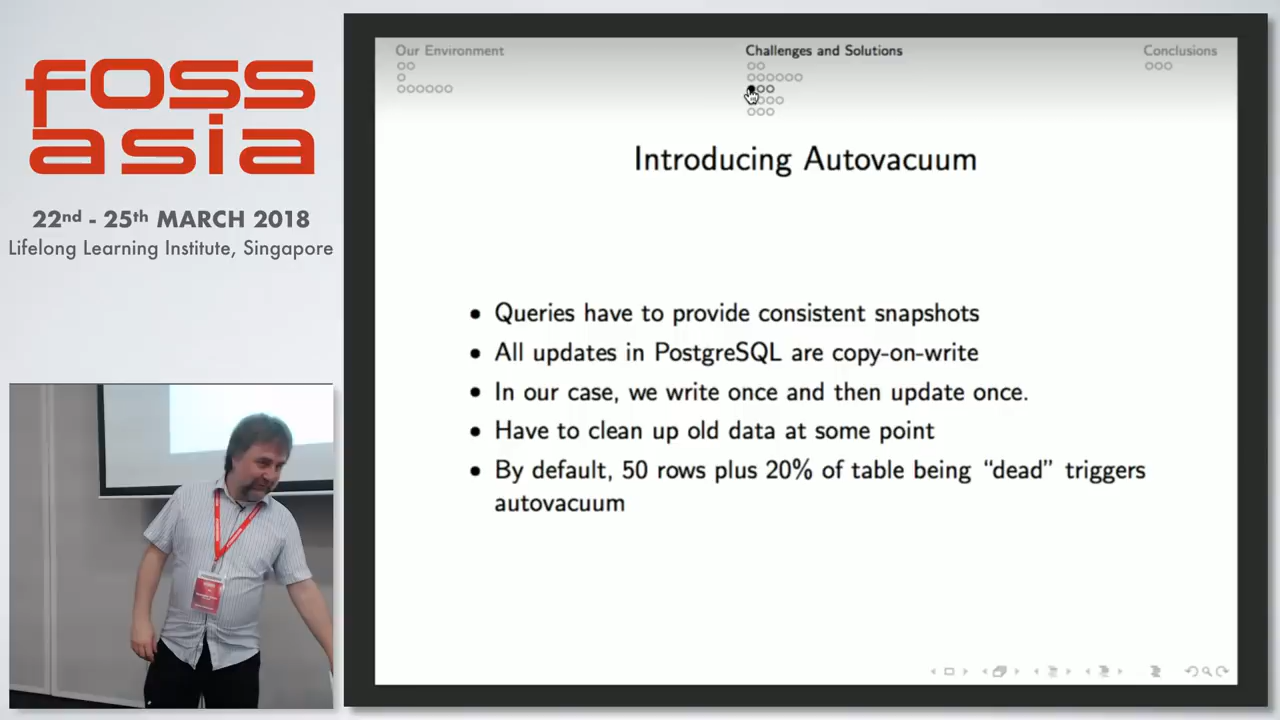 foss
asia
22nd - 25th MARCH 2018
Lifelong Learning Institute, Singapore
Our Environment
Challenges and Solutions
Conclusions
Introducing Autovacuum
• Queries have to provide consistent snapshots
• All updates in PostgreSQL are copy-on-write
• In our case, we write once and then update once.
• Have to clean up old data at some point
• By default, 50 rows plus 20% of table being “dead” triggers
autovacuum